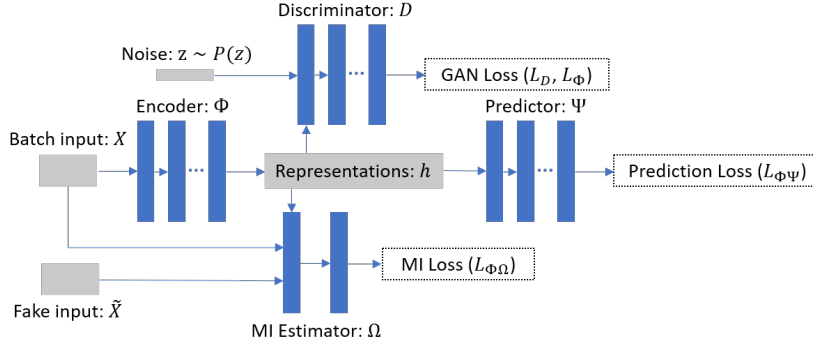 Discriminator: D
Noise: z ~ P(z)
GAN Loss (L_D, L_Φ)
Encoder: Φ
Predictor: Ψ
Batch input: X
...
...
...
Representations: h
Prediction Loss (L_ΦΨ)
MI Loss (L_ΦΩ)
Fake input: X̃
MI Estimator: Ω